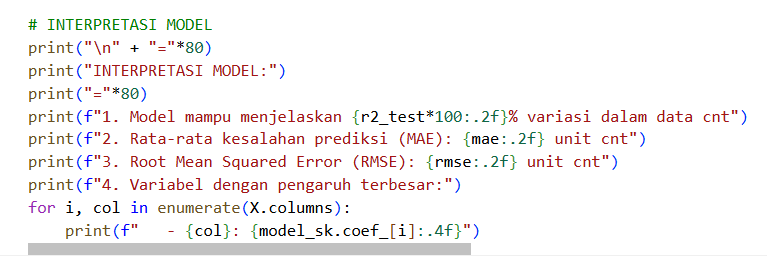 # INTERPRETASI MODEL
print("\n" + "="*80)
print("INTERPRETASI MODEL:")
print("="*80)
print(f"1. Model mampu menjelaskan {r2_test*100:.2f}% variasi dalam data cnt")
print(f"2. Rata-rata kesalahan prediksi (MAE): {mae:.2f} unit cnt")
print(f"3. Root Mean Squared Error (RMSE): {rmse:.2f} unit cnt")
print(f"4. Variabel dengan pengaruh terbesar:")
for i, col in enumerate(X.columns):
    print(f"   - {col}: {model_sk.coef_[i]:.4f}")